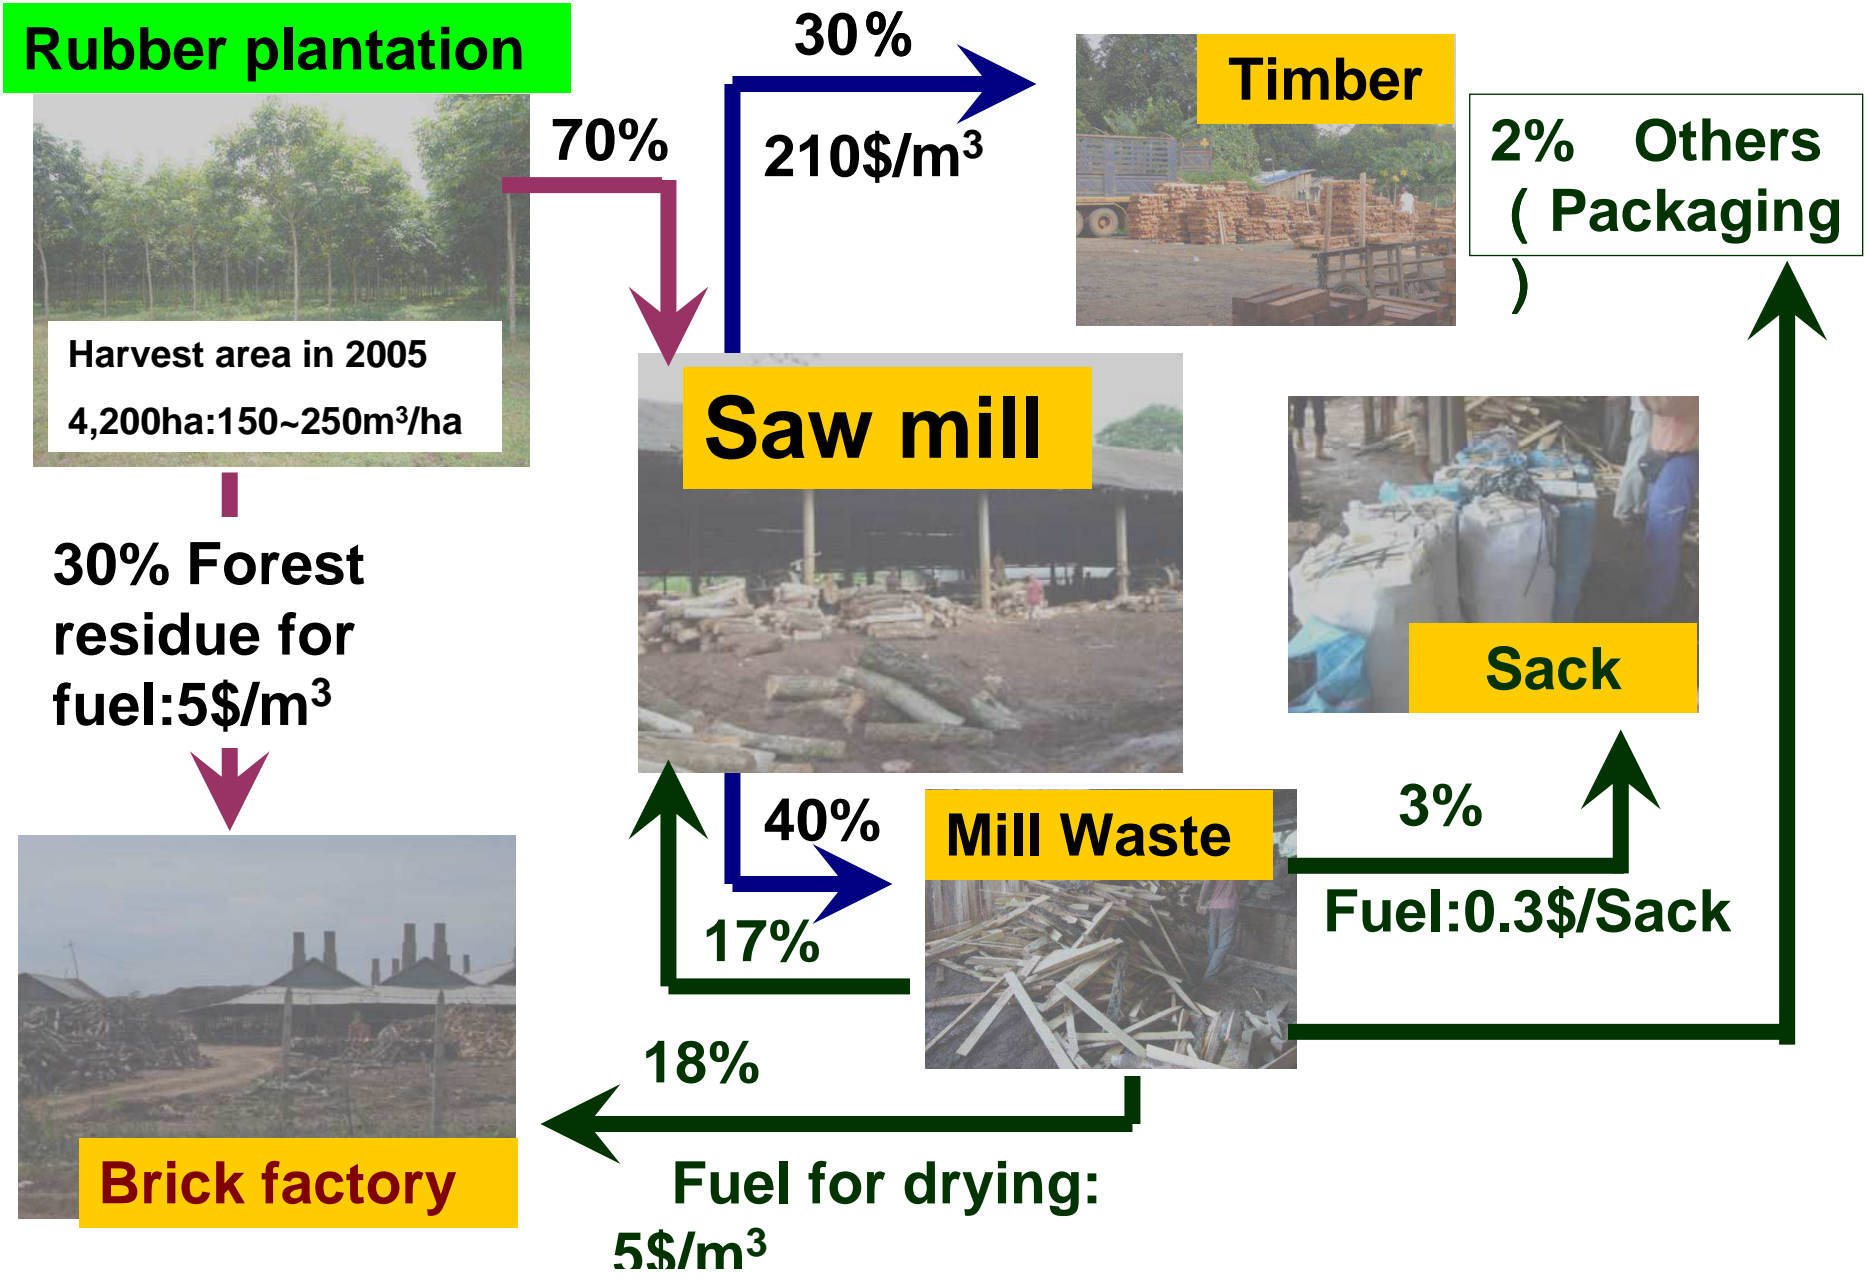 Rubber plantation
30%
Timber
70%
210$/m³
2% Others
( Packaging
)
Harvest area in 2005
4,200ha:150~250m³/ha
Saw mill
30% Forest
residue for
fuel:5$/m³
Sack
40%
Mill Waste
3%
Fuel:0.3$/Sack
17%
18%
Brick factory
Fuel for drying:
5$/m³